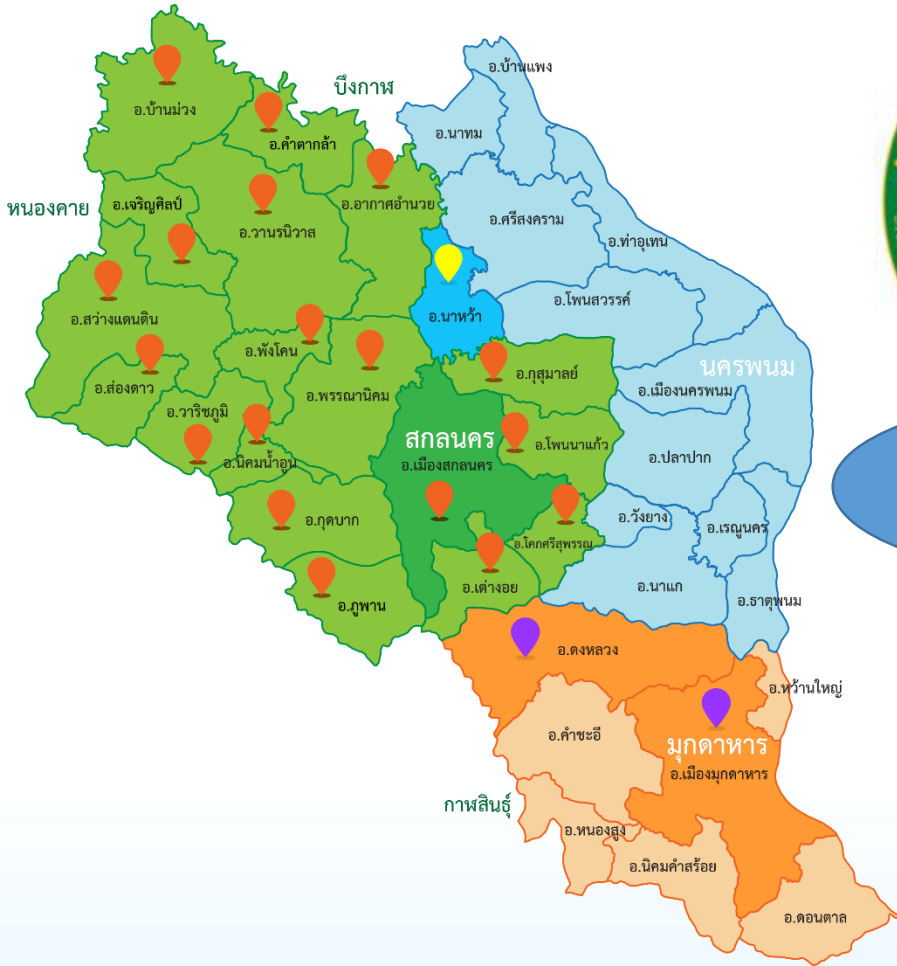 อ.บ้านแพง
บึงกาฬ
อ.บ้านม่วง
อ.นาทม
อ.คำตากล้า
หนองคาย
อ.เจริญศิลป์
อ.อากาศอำนวย
อ.วานรนิวาส
อ.ศรีสงคราม
อ.ท่าอุเทน
อ.โพนสวรรค์
อ.สว่างแดนดิน
อ.นาหว้า
อ.พังโคน
นครพนม
อ.กุสุมาลย์
อ.ส่องดาว
อ.พรรณานิคม
อ.เมืองนครพนม
อ.วาริชภูมิ
สกลนคร
อ.โพนนาแก้ว
อ.นิคมน้ำอูน
อ.เมืองสกลนคร
อ.ปลาปาก
อ.กุดบาก
อ.วังยาง
อ.เรณูนคร
อ.โคกศรีสุพรรณ
อ.เต่างอย
อ.นาแก
อ.ธาตุพนม
อ.ภูพาน
อ.ดงหลวง
อ.หว้านใหญ่
อ.คำชะอี
มุกดาหาร
อ.เมืองมุกดาหาร
กาฬสินธุ์
อ.หนองสูง
อ.นิคมคำสร้อย
อ.ดอนตาล